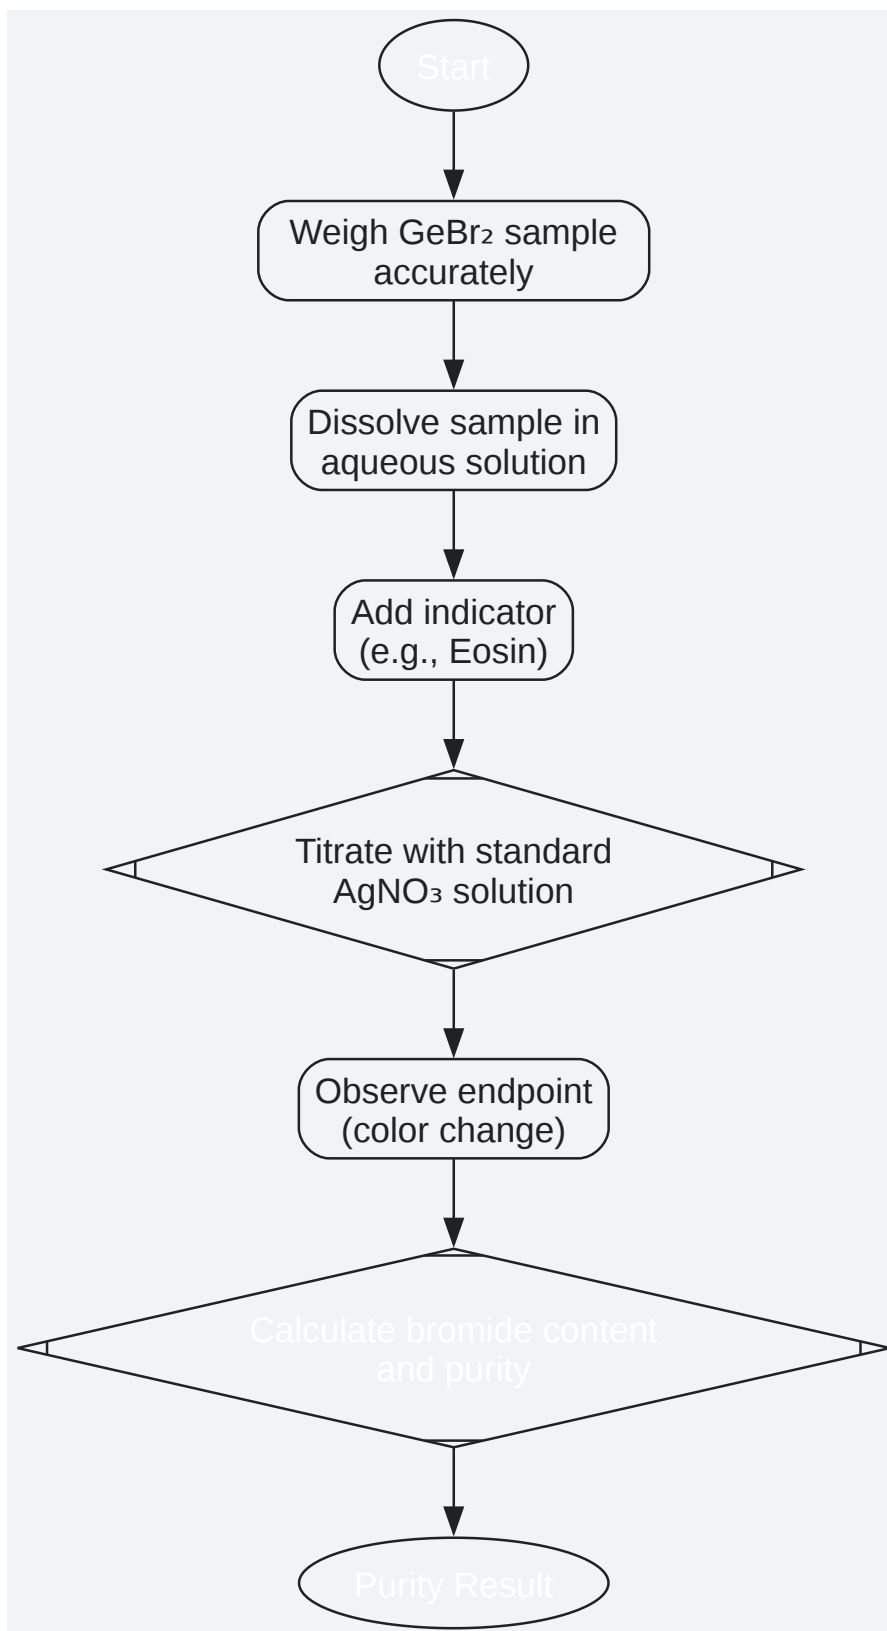 Start
Weigh GeBr₂ sample
accurately
Dissolve sample in
aqueous solution
Add indicator
(e.g., Eosin)
Titrate with standard
AgNO₃ solution
Observe endpoint
(color change)
Calculate bromide content
and purity
Purity Result